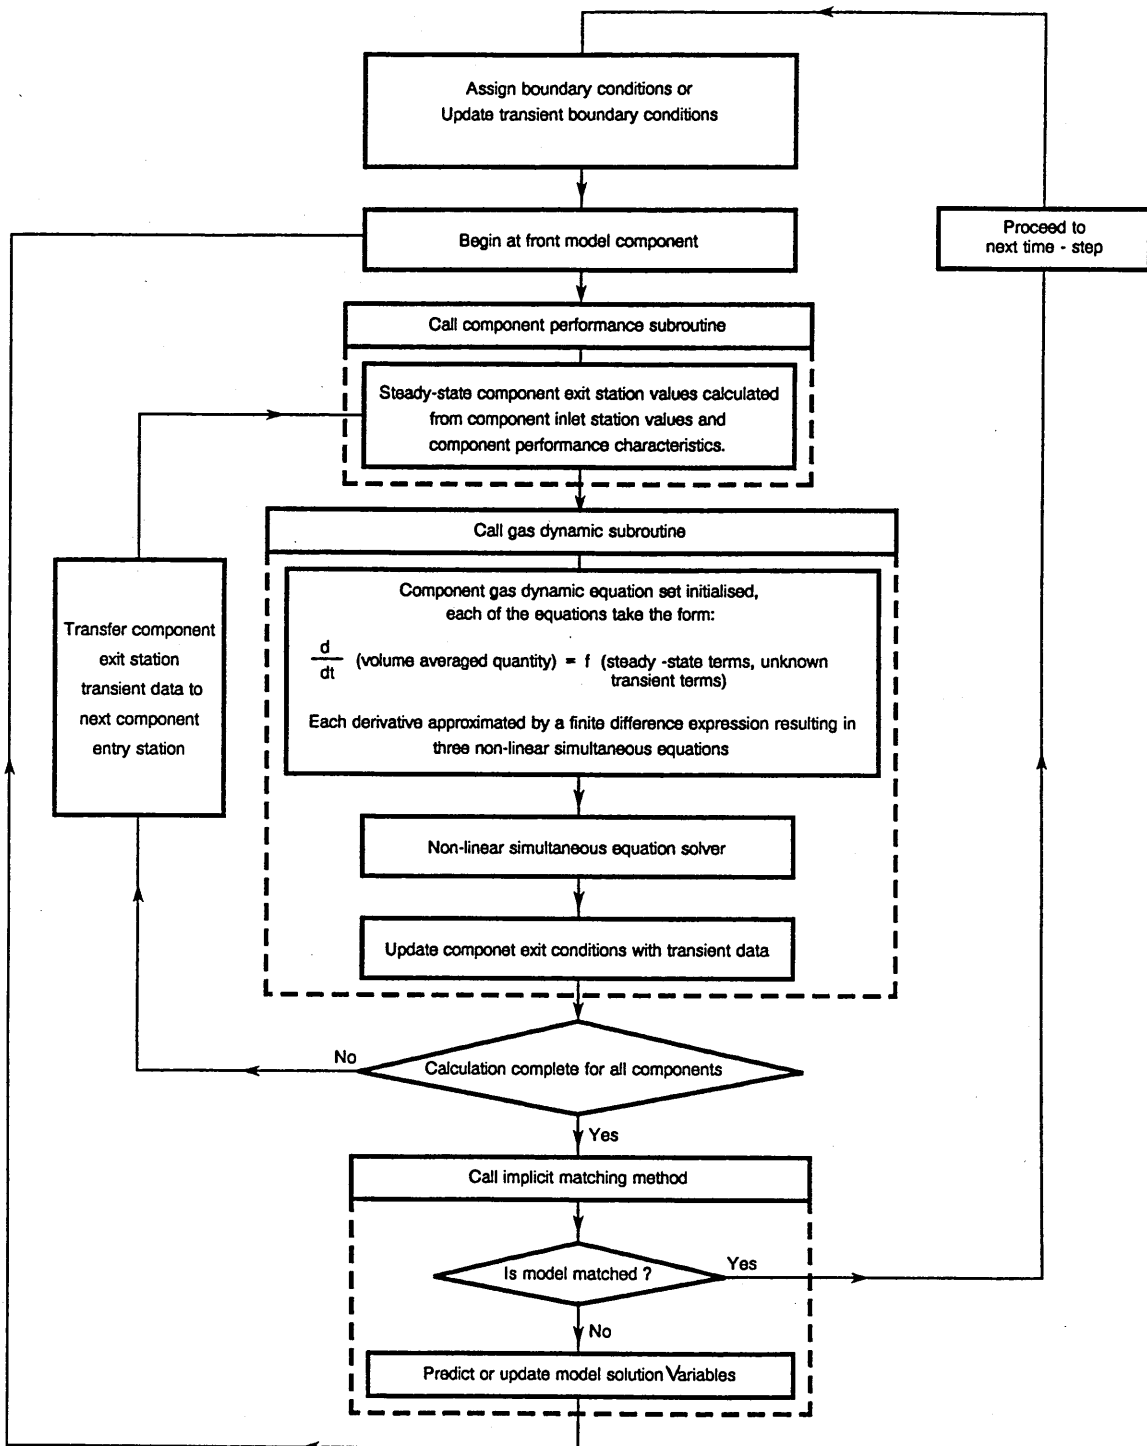 Assign boundary conditions or
Update transient boundary conditions
Begin at front model component
Proceed to
next time - step
Call component performance subroutine
Steady-state component exit station values calculated
from component inlet station values and
component performance characteristics.
Call gas dynamic subroutine
Component gas dynamic equation set initialised,
each of the equations take the form:
d
dt
(volume averaged quantity) = f (steady -state terms, unknown
transient terms)
Each derivative approximated by a finite difference expression resulting in
three non-linear simultaneous equations
Transfer component
exit station
transient data to
next component
entry station
Non-linear simultaneous equation solver
Update componet exit conditions with transient data
No
Calculation complete for all components
Yes
Call implicit matching method
Is model matched ?
Yes
No
Predict or update model solution Variables